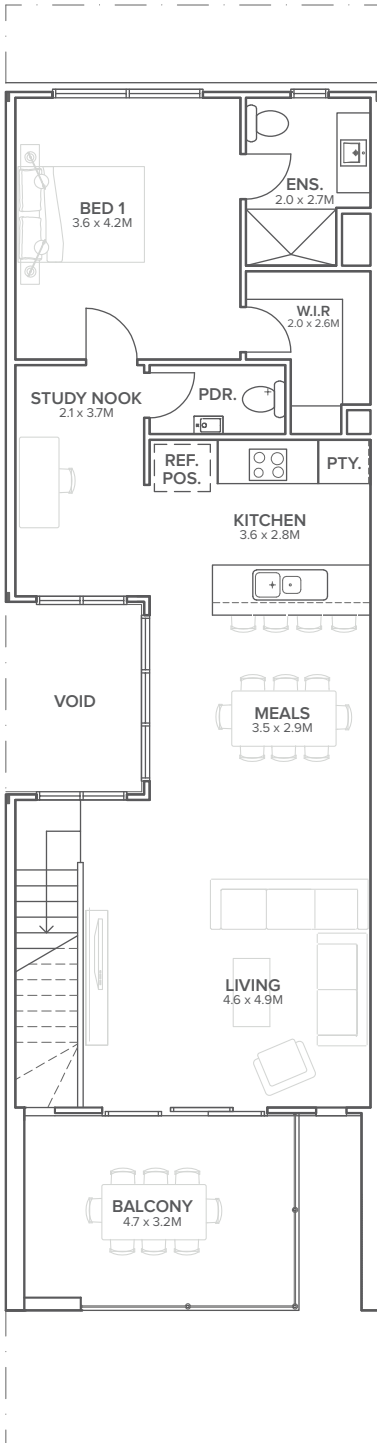 BED 1
3.6 x 4.2M
ENS.
2.0 x 2.7M
W.I.R
2.0 x 2.6M
STUDY NOOK
2.1 x 3.7M
PDR.
REF.
POS.
PTY.
KITCHEN
3.6 x 2.8M
VOID
MEALS
3.5 x 2.9M
LIVING
4.6 x 4.9M
BALCONY
4.7 x 3.2M